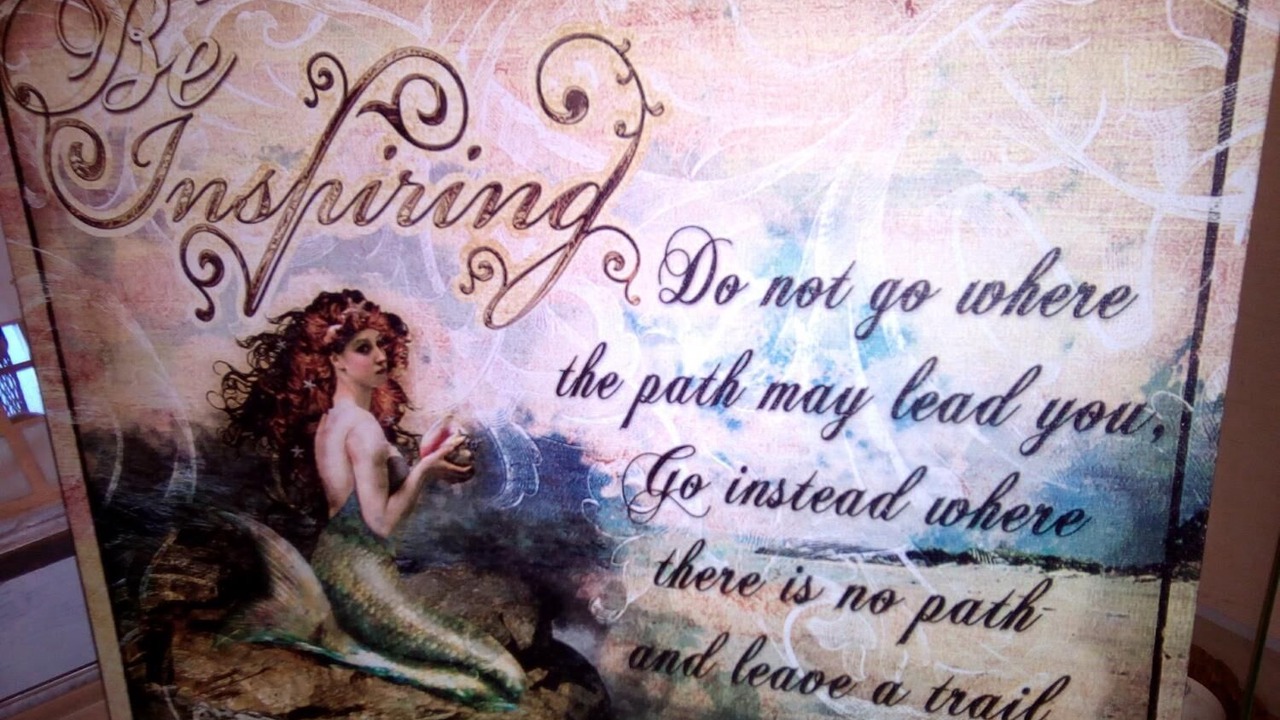 Be
Inspiring
Do not go where
the path may lead you,
Go instead where
there is no path
and leave a trail